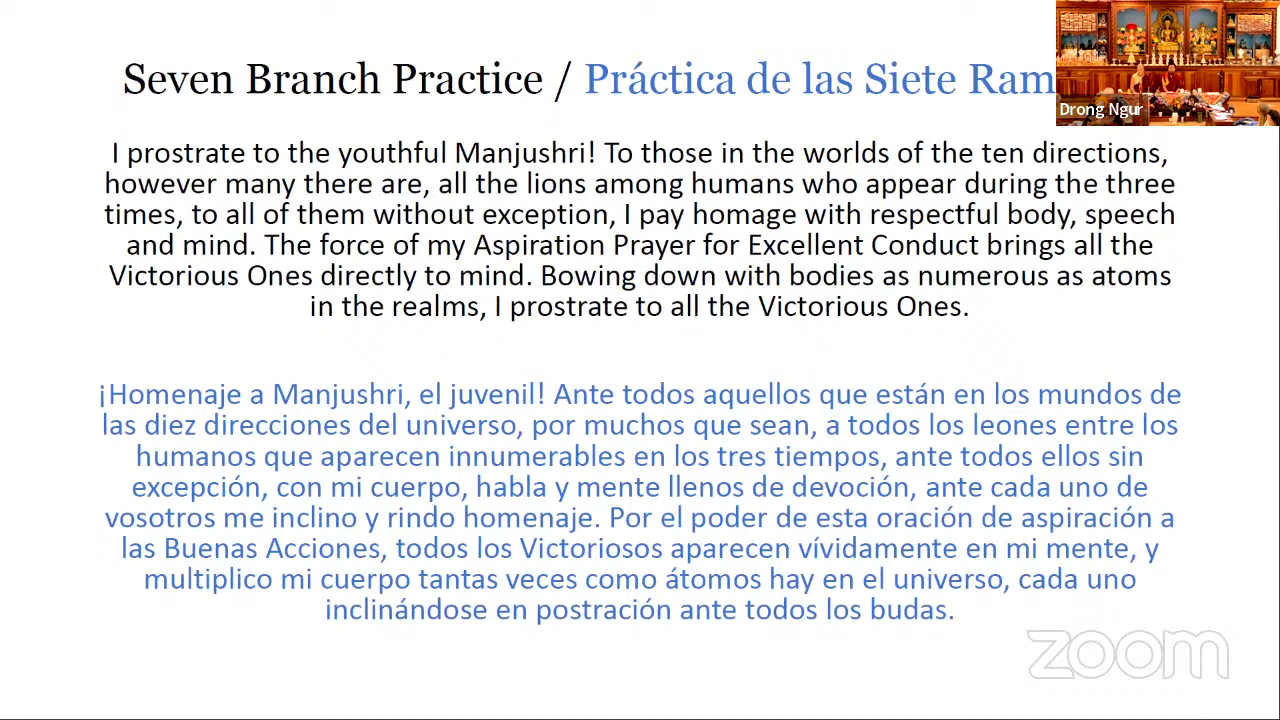 Seven Branch Practice / Práctica de las Siete Ram
Drong Ngur
I prostrate to the youthful Manjushri! To those in the worlds of the ten directions,
however many there are, all the lions among humans who appear during the three
times, to all of them without exception, I pay homage with respectful body, speech
and mind. The force of my Aspiration Prayer for Excellent Conduct brings all the
Victorious Ones directly to mind. Bowing down with bodies as numerous as atoms
in the realms, I prostrate to all the Victorious Ones.
¡Homenaje a Manjushri, el juvenil! Ante todos aquellos que están en los mundos de
las diez direcciones del universo, por muchos que sean, a todos los leones entre los
humanos que aparecen innumerables en los tres tiempos, ante todos ellos sin
excepción, con mi cuerpo, habla y mente llenos de devoción, ante cada uno de
vosotros me inclino y rindo homenaje. Por el poder de esta oración de aspiración a
las Buenas Acciones, todos los Victoriosos aparecen vívidamente en mi mente, y
multiplico mi cuerpo tantas veces como átomos hay en el universo, cada uno
inclinándose en postración ante todos los budas.
zoom